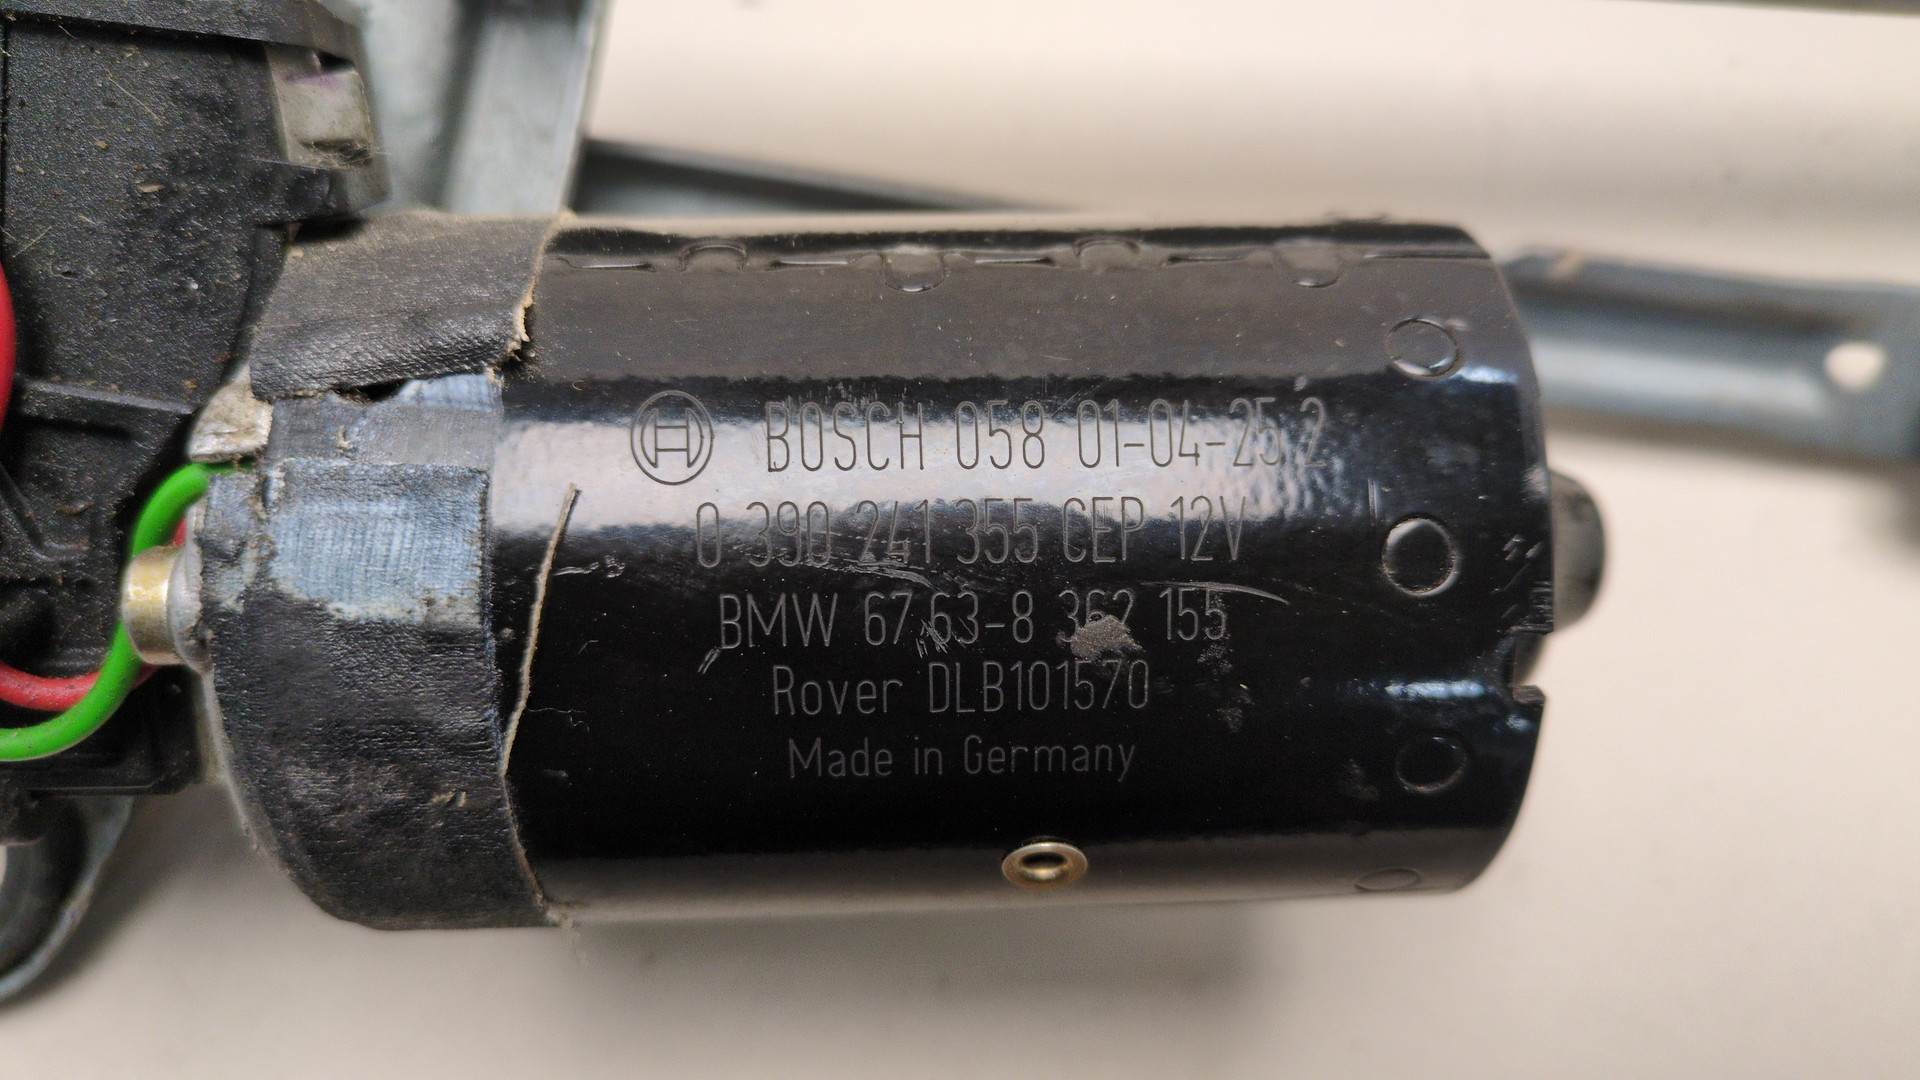 BOSCH 058 01-04-25 2
0 390 241 355 CEP 12V
BMW 67 63-8 362 155
Rover DLB101570
Made in Germany